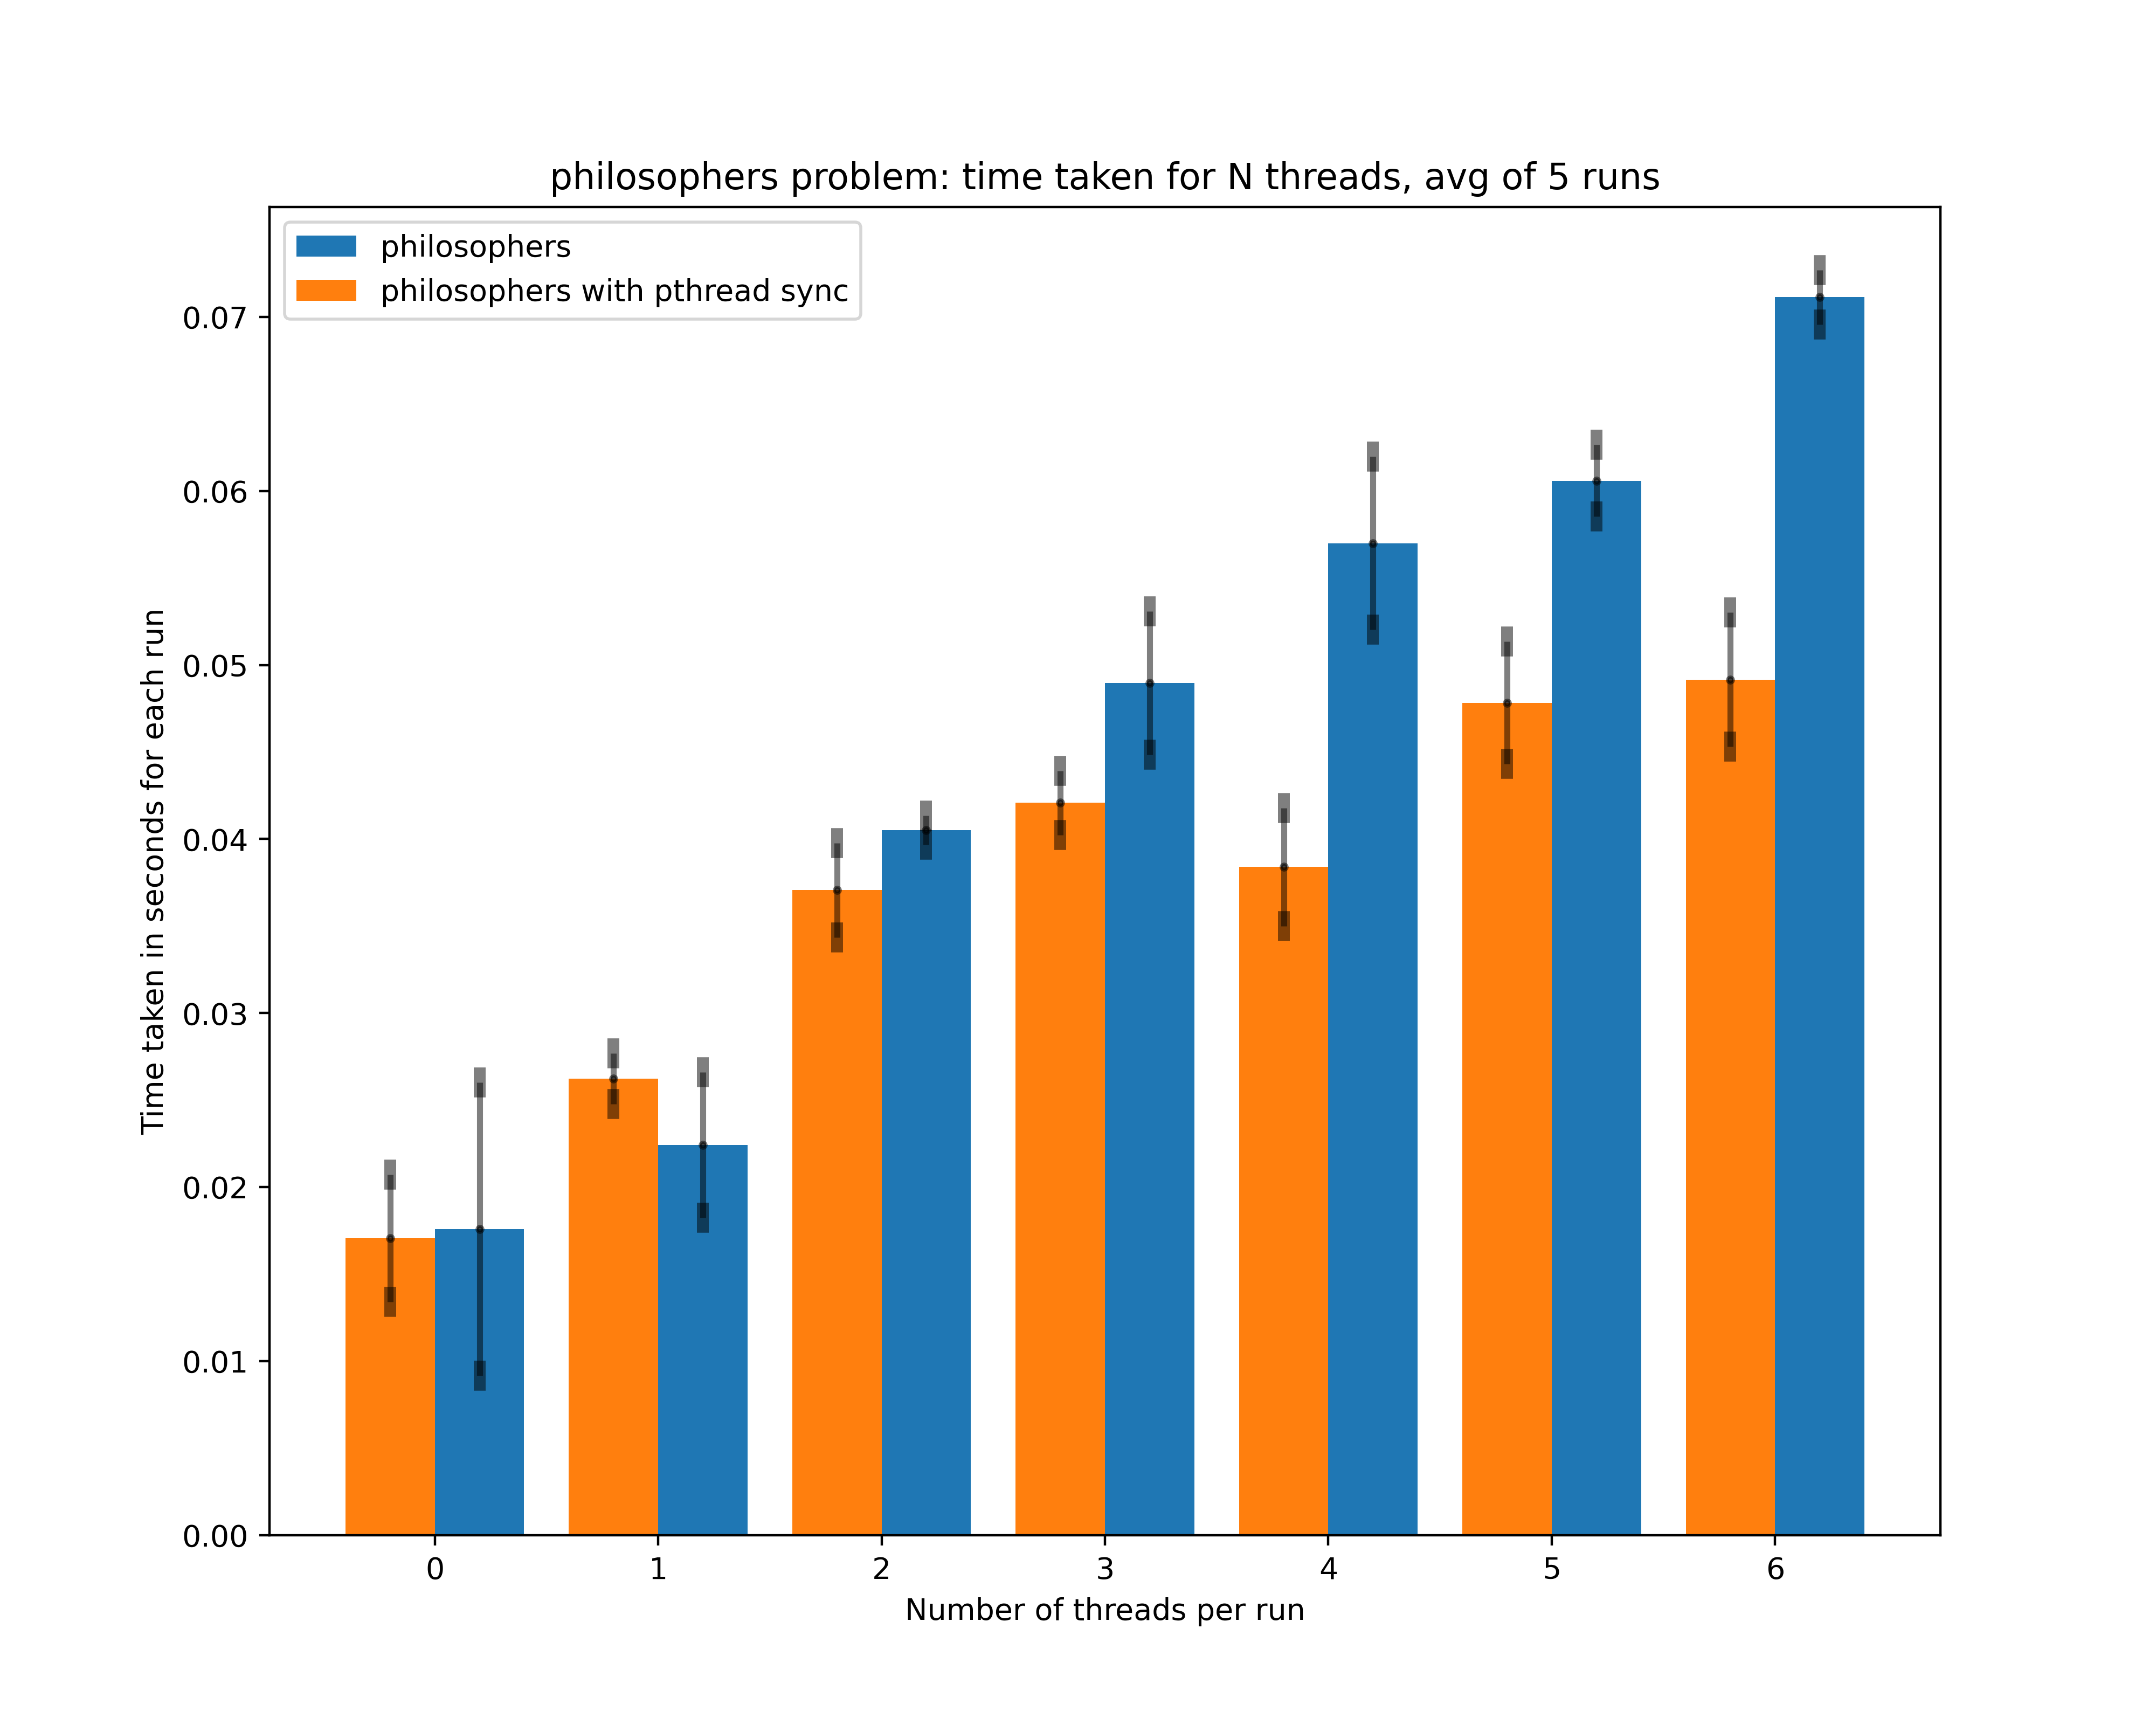 philosophers problem: time taken for N threads, avg of 5 runs
philosophers
philosophers with pthread sync
Time taken in seconds for each run
0.07
0.06
0.05
0.04
0.03
0.02
0.01
0.00
0 1 2 3 4 5 6
Number of threads per run